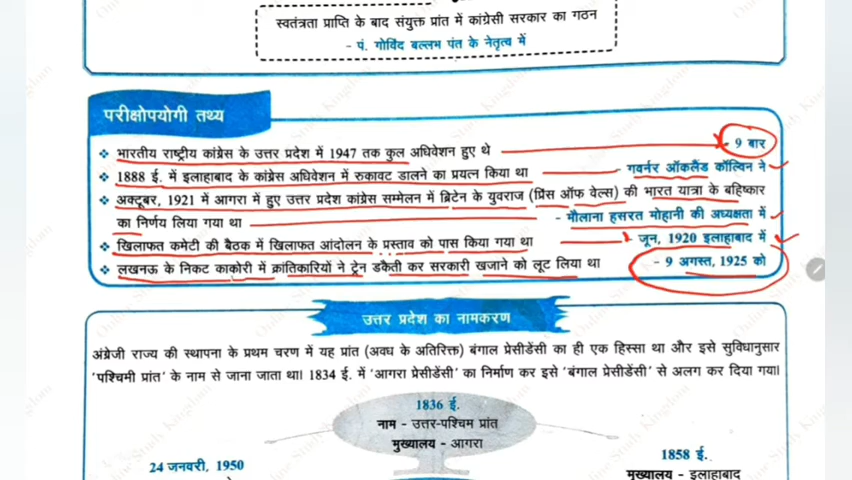 स्वतंत्रता प्राप्ति के बाद संयुक्त प्रांत में कांग्रेसी सरकार का गठन
- पं. गोविंद बल्लभ पंत के नेतृत्व में
परीक्षोपयोगी तथ्य
❖ भारतीय राष्ट्रीय कांग्रेस के उत्तर प्रदेश में 1947 तक कुल अधिवेशन हुए थे - 9 बार
❖ 1888 ई. में इलाहाबाद के कांग्रेस अधिवेशन में रुकावट डालने का प्रयत्न किया था गवर्नर ऑकलैंड कॉल्विन ने
❖ अक्टूबर, 1921 में आगरा में हुए उत्तर प्रदेश कांग्रेस सम्मेलन में ब्रिटेन के युवराज (प्रिंस ऑफ वेल्स) की भारत यात्रा के बहिष्कार
का निर्णय लिया गया था - मौलाना हसरत मोहानी की अध्यक्षता में
❖ खिलाफत कमेटी की बैठक में खिलाफत आंदोलन के प्रस्ताव को पास किया गया था जून, 1920 इलाहाबाद में
❖ लखनऊ के निकट काकोरी में क्रांतिकारियों ने ट्रेन डकैती कर सरकारी खजाने को लूट लिया था - 9 अगस्त, 1925 को
उत्तर प्रदेश का नामकरण
अंग्रेजी राज्य की स्थापना के प्रथम चरण में यह प्रांत (अवध के अतिरिक्त) बंगाल प्रेसीडेंसी का ही एक हिस्सा था और इसे सुविधानुसार
'पश्चिमी प्रांत' के नाम से जाना जाता था। 1834 ई. में 'आगरा प्रेसीडेंसी' का निर्माण कर इसे 'बंगाल प्रेसीडेंसी' से अलग कर दिया गया।
1836 ई.
नाम - उत्तर-पश्चिम प्रांत
मुख्यालय - आगरा
24 जनवरी, 1950
1858 ई.
मुख्यालय - इलाहाबाद